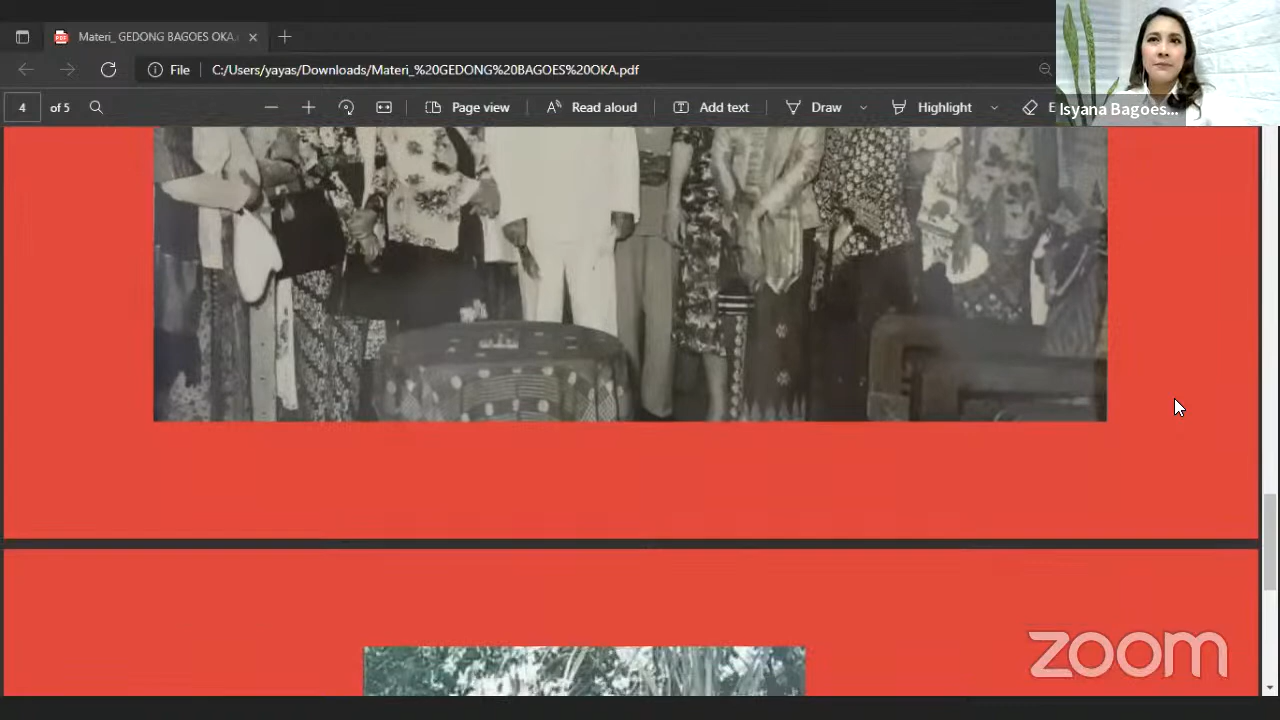 Materi_ GEDONG BAGOES OKA.
File C:/Users/yayas/Downloads/Materi_%20GEDONG%20BAGOES%20OKA.pdf
4 of 5 Page view Read aloud Add text Draw Highlight E
Isyana Bagoes...
zoom